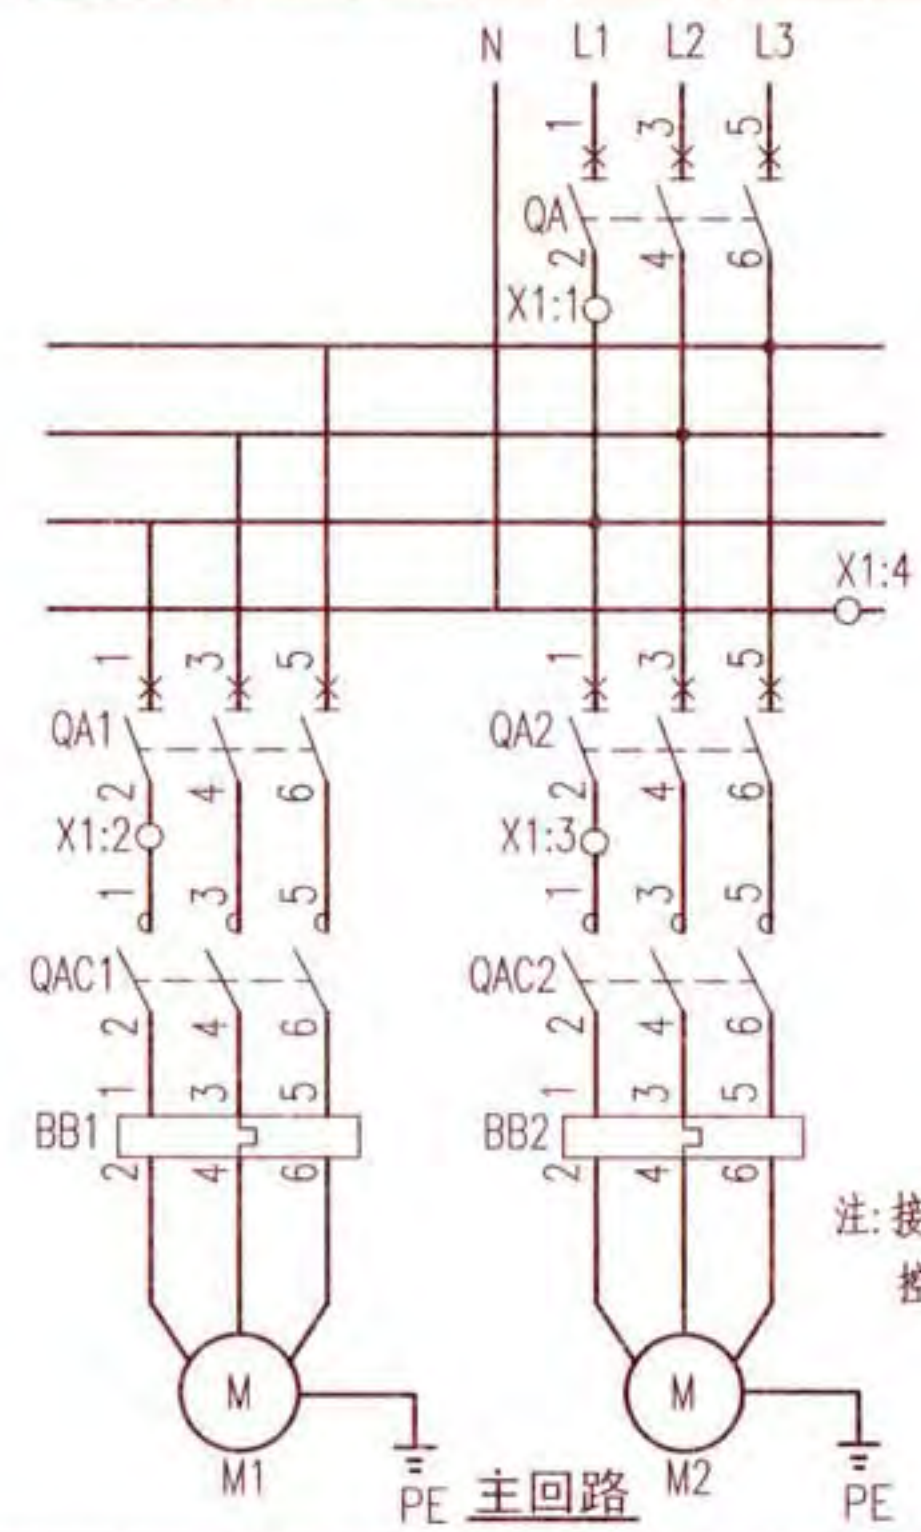 N L1 L2 L3
1 3 5
QA
2 4 6
X1:1
X1:4
1 3 5 1 3 5
QA1 QA2
2 4 6 2 4 6
X1:2 X1:3
1 3 5 1 3 5
QAC1 QAC2
2 4 6 2 4 6
1 3 5 1 3 5
BB1 BB2
2 4 6 2 4 6
注:接
控
M M
M1 M2
PE 主回路 PE